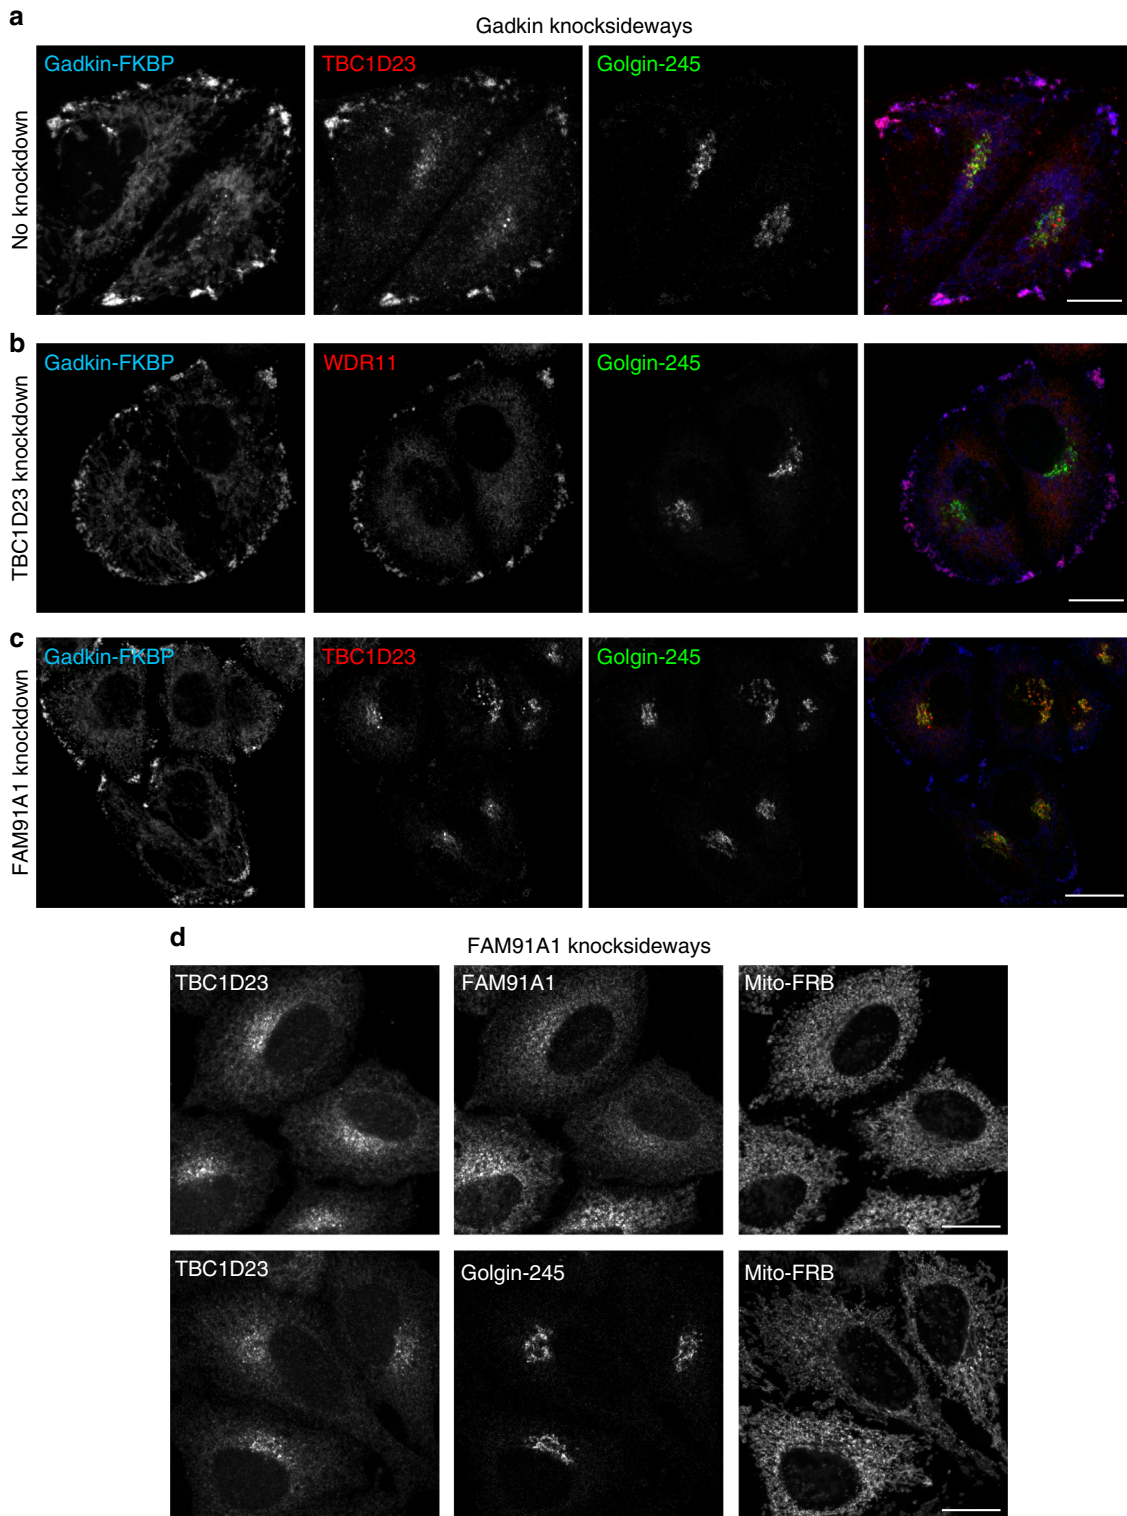 a
Gadkin knocksideways
No knockdown
Gadkin-FKBP
TBC1D23
Golgin-245
b
TBC1D23 knockdown
Gadkin-FKBP
WDR11
Golgin-245
c
FAM91A1 knockdown
Gadkin-FKBP
TBC1D23
Golgin-245
d
FAM91A1 knocksideways
TBC1D23
FAM91A1
Mito-FRB
TBC1D23
Golgin-245
Mito-FRB